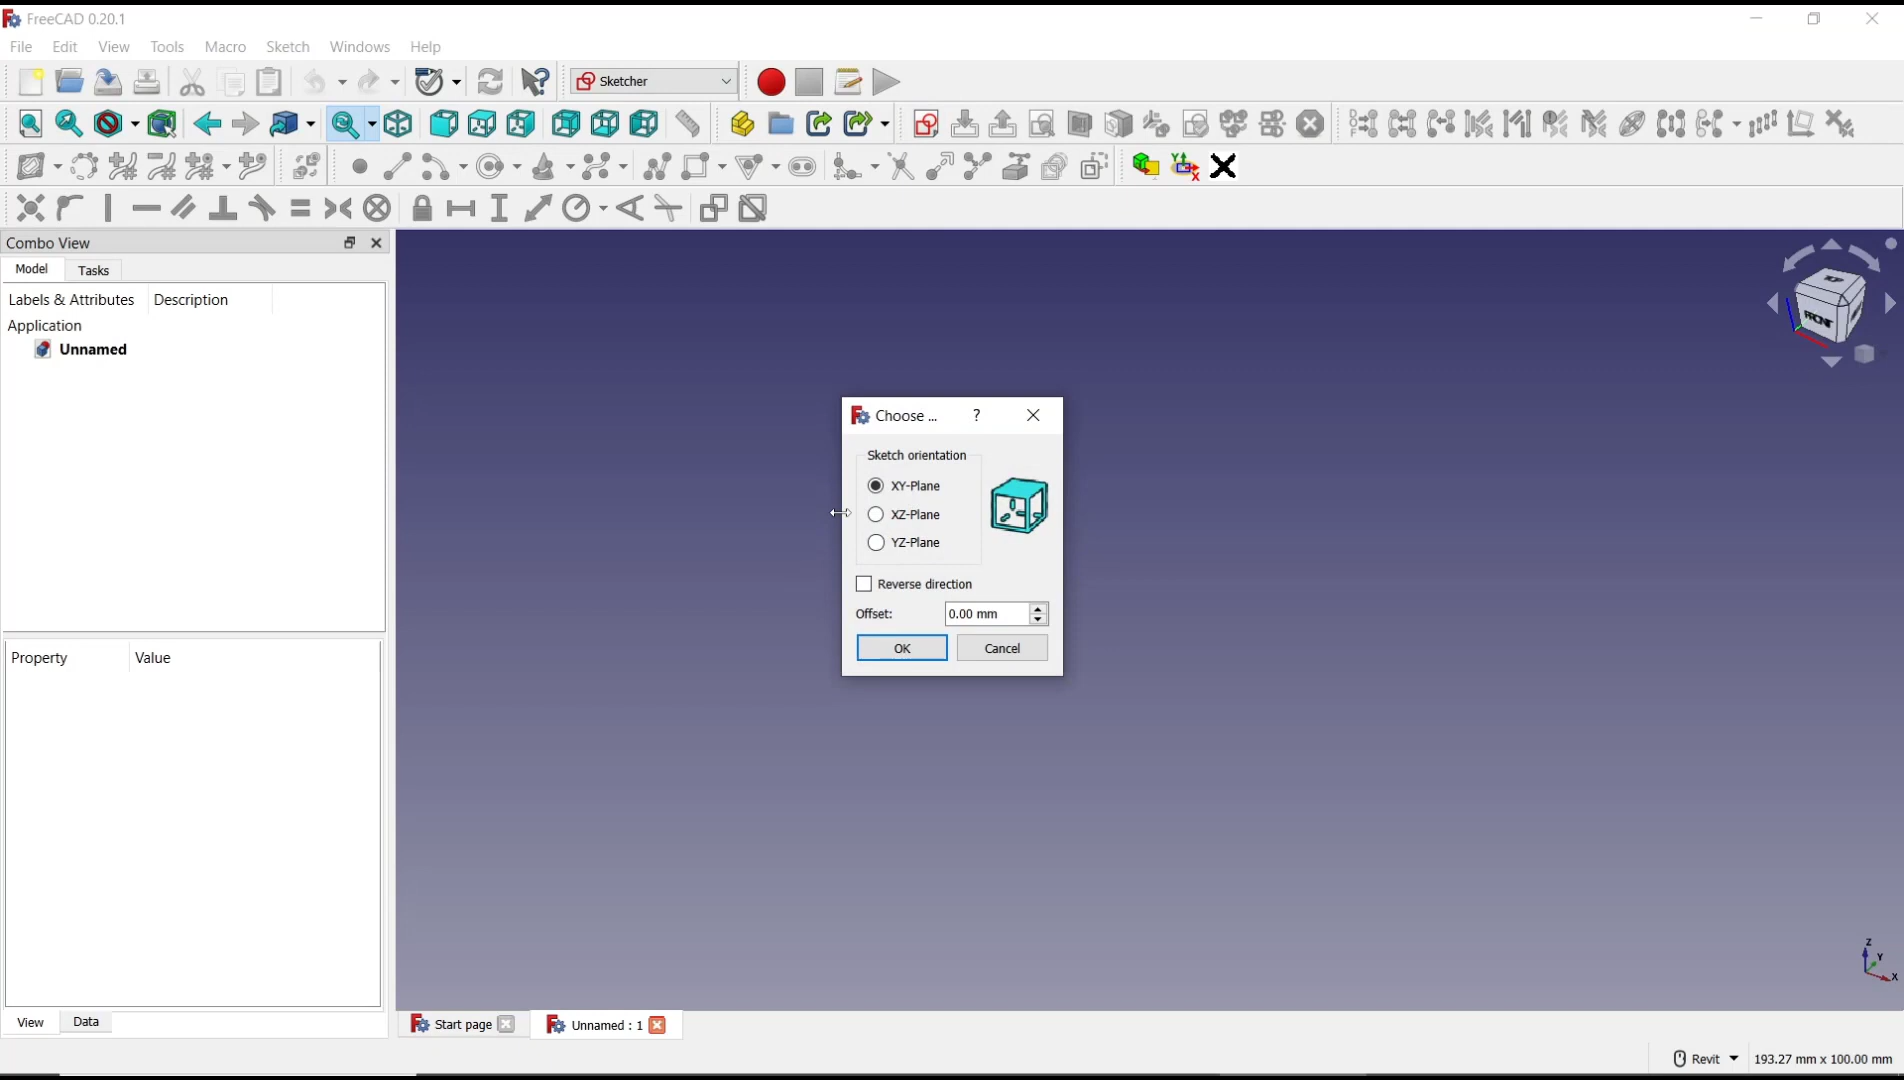 FreeCAD 0.20.1
File Edit View Tools Macro Sketch Windows Help
Sketcher
Combo View
Model Tasks
Labels & Attributes Description
Application
Unnamed
Property Value
View Data
Choose ... ?
Sketch orientation
XY-Plane
XZ-Plane
YZ-Plane
Reverse direction
Offset: 0.00 mm
OK Cancel
FRONT
Z
Y
X
Start page Unnamed : 1
Revit 193.27 mm x 100.00 mm